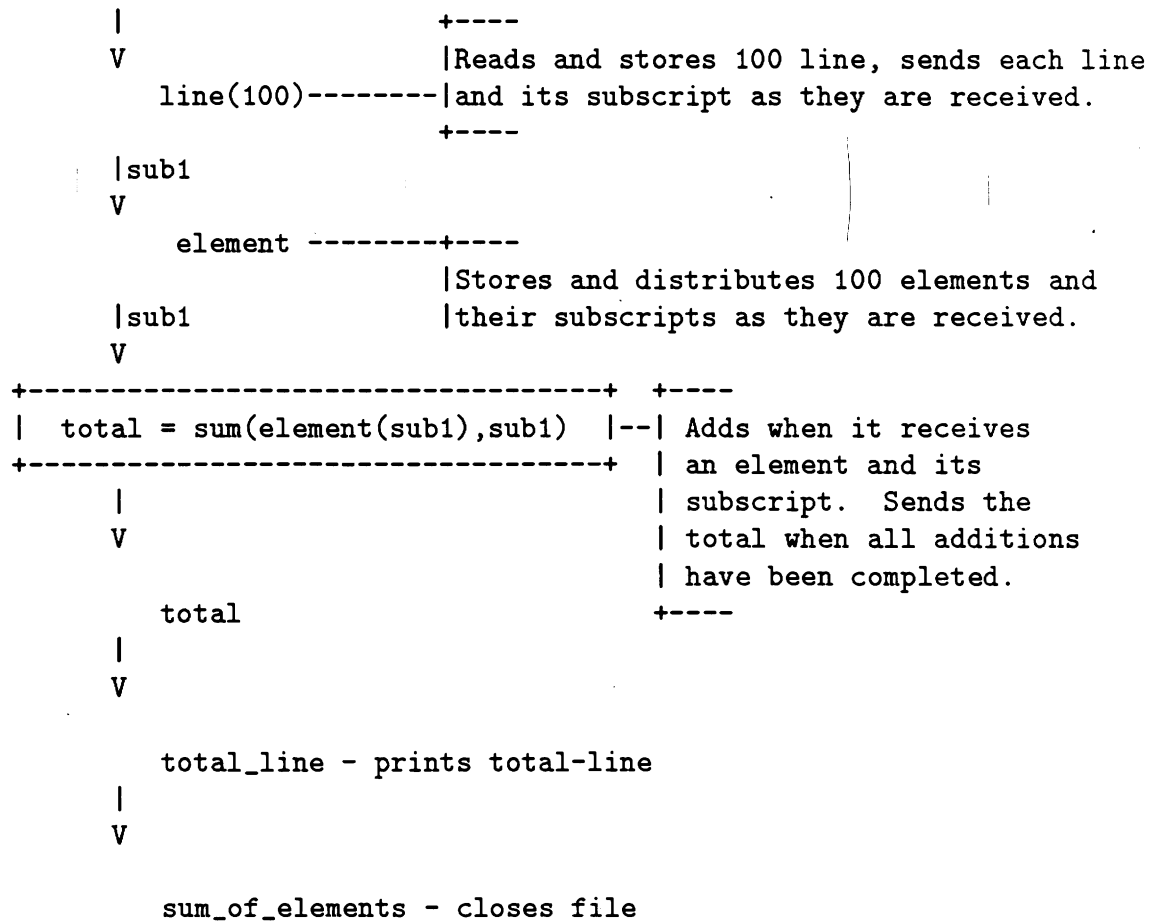 |                    +----
V                    |Reads and stores 100 line, sends each line
line(100)--------|and its subscript as they are received.
+----
|sub1
V
element --------+----
|Stores and distributes 100 elements and
|sub1               |their subscripts as they are received.
V
+-----------------------------------+  +----
|  total = sum(element(sub1),sub1)  |--| Adds when it receives
+-----------------------------------+  | an element and its
|                                | subscript.  Sends the
V                                | total when all additions
| have been completed.
total                         +----
|
V
total_line - prints total-line
|
V
sum_of_elements - closes file